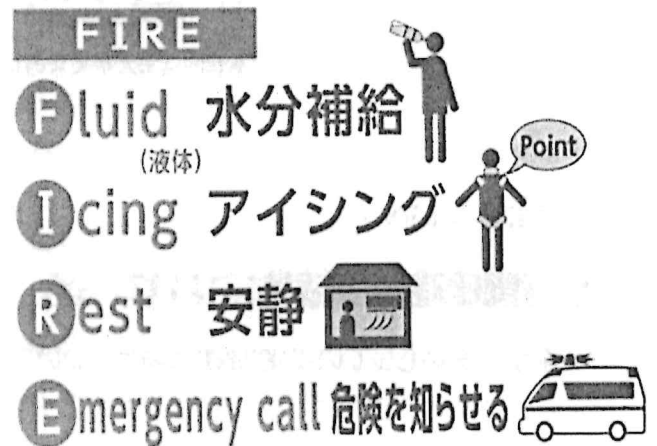 FIRE
Fluid 水分補給
(液体)
Point
Icing アイシング
Rest 安静
Emergency call 危険を知らせる